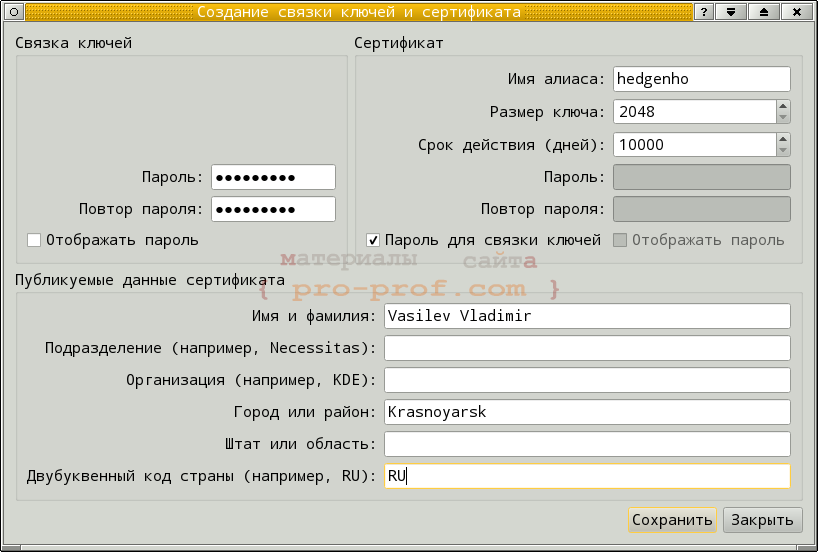 Создание связки ключей и сертификата
Связка ключей
Пароль: ●●●●●●●●●
Повтор пароля: ●●●●●●●●●
Отображать пароль
Сертификат
Имя алиаса: hedgenho
Размер ключа: 2048
Срок действия (дней): 10000
Пароль:
Повтор пароля:
Пароль для связки ключей Отображать пароль
материалы сайта
{ pro-prof.com }
Публикуемые данные сертификата
Имя и фамилия: Vasilev Vladimir
Подразделение (например, Necessitas):
Организация (например, KDE):
Город или район: Krasnoyarsk
Штат или область:
Двубуквенный код страны (например, RU): RU
Сохранить Закрыть